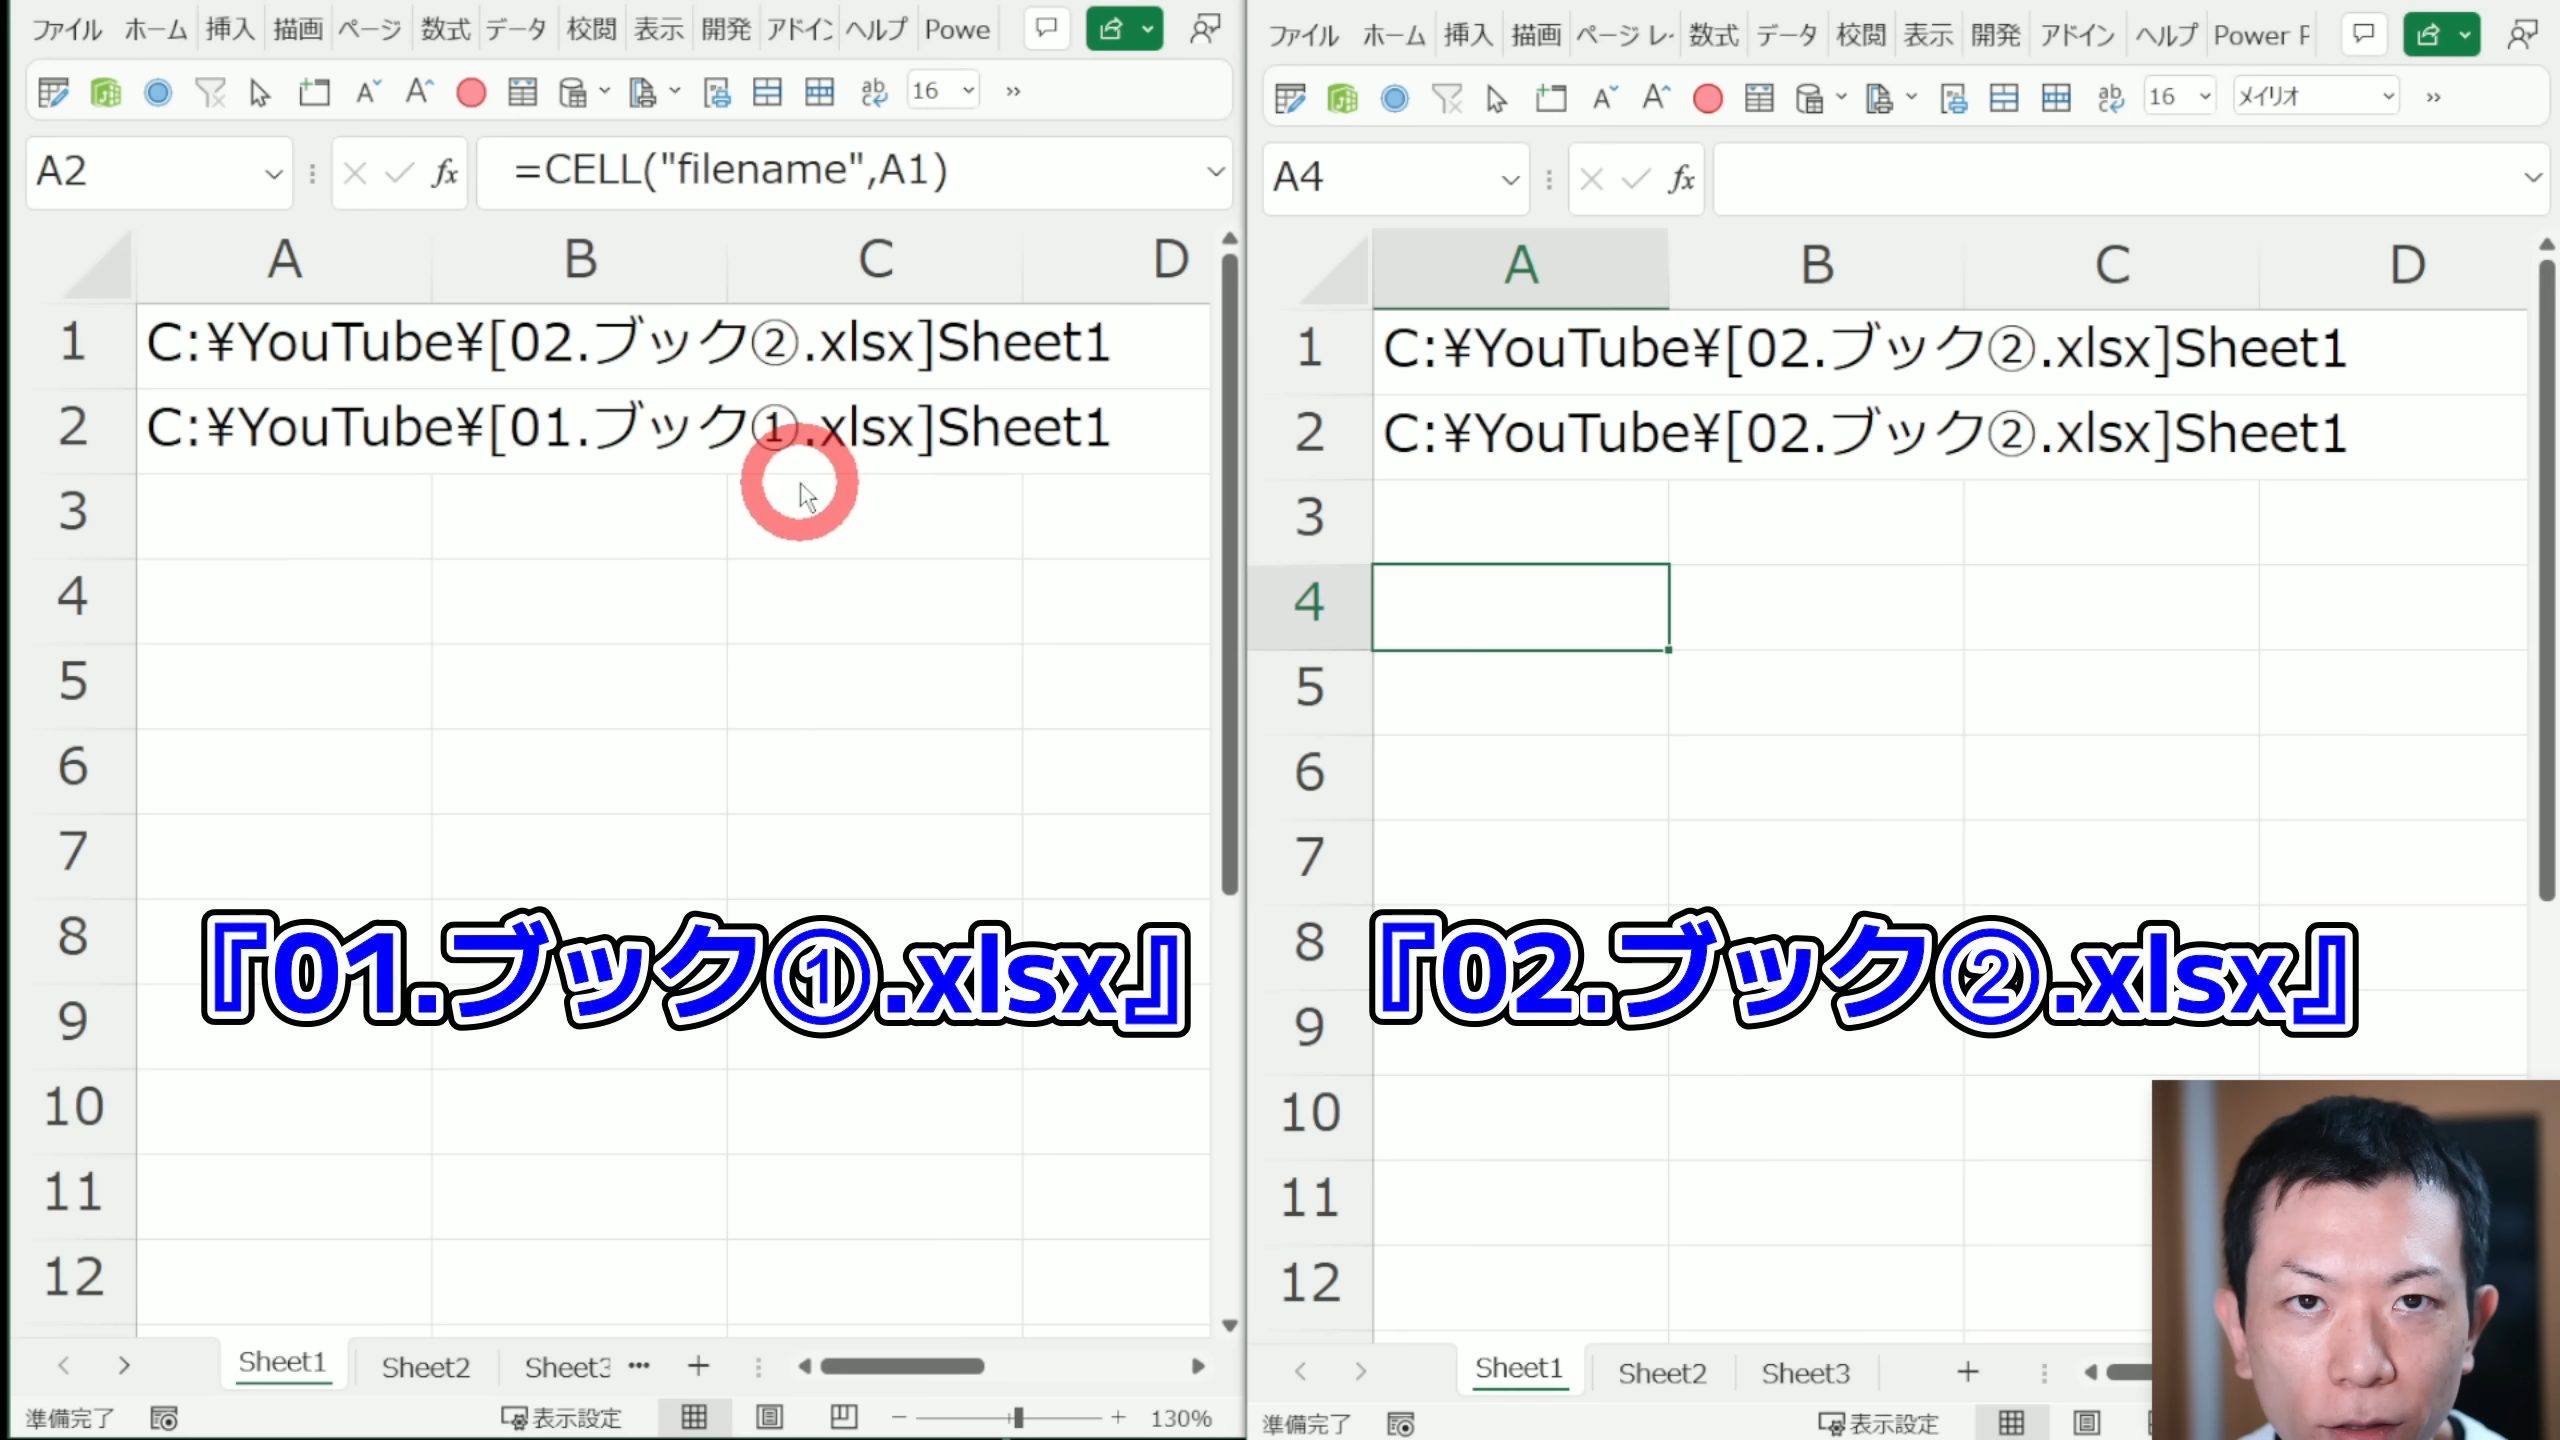 ファイル ホーム 挿入 描画 ページ 数式 データ 校閲 表示 開発 アドイン ヘルプ Powe
16
A2 fx =CELL("filename",A1)
A B C D
1 C:¥YouTube¥[02.ブック②.xlsx]Sheet1
2 C:¥YouTube¥[01.ブック①.xlsx]Sheet1
3
4
5
6
7
8
9
10
11
12
『01.ブック①.xlsx』
Sheet1 Sheet2 Sheet3 ••• +
準備完了 表示設定 130%
ファイル ホーム 挿入 描画 ページ レ 数式 データ 校閲 表示 開発 アドイン ヘルプ Power P
16 メイリオ
A4 fx
A B C D
1 C:¥YouTube¥[02.ブック②.xlsx]Sheet1
2 C:¥YouTube¥[02.ブック②.xlsx]Sheet1
3
4
5
6
7
8
9
10
11
12
『02.ブック②.xlsx』
Sheet1 Sheet2 Sheet3 +
準備完了 表示設定